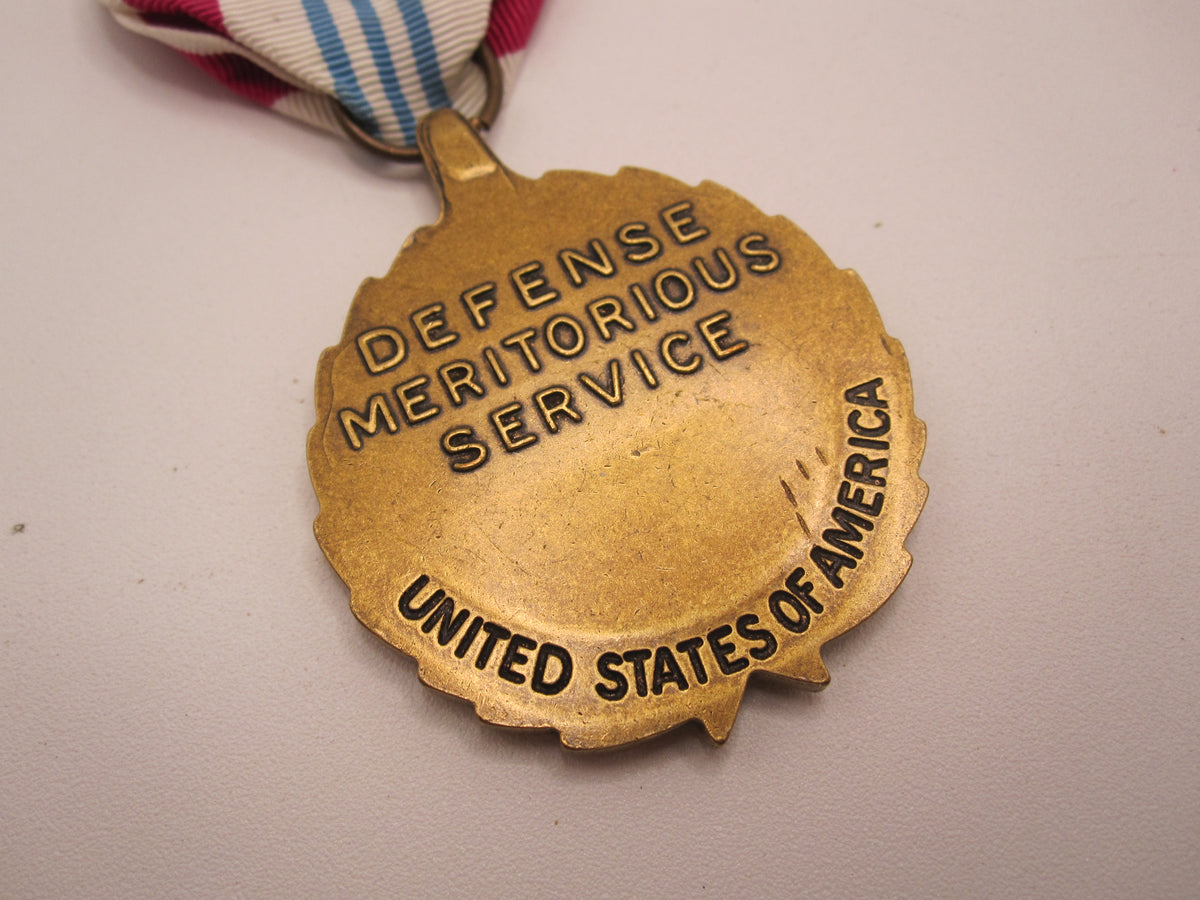 DEFENSE
MERITORIOUS
SERVICE
UNITED STATES OF AMERICA